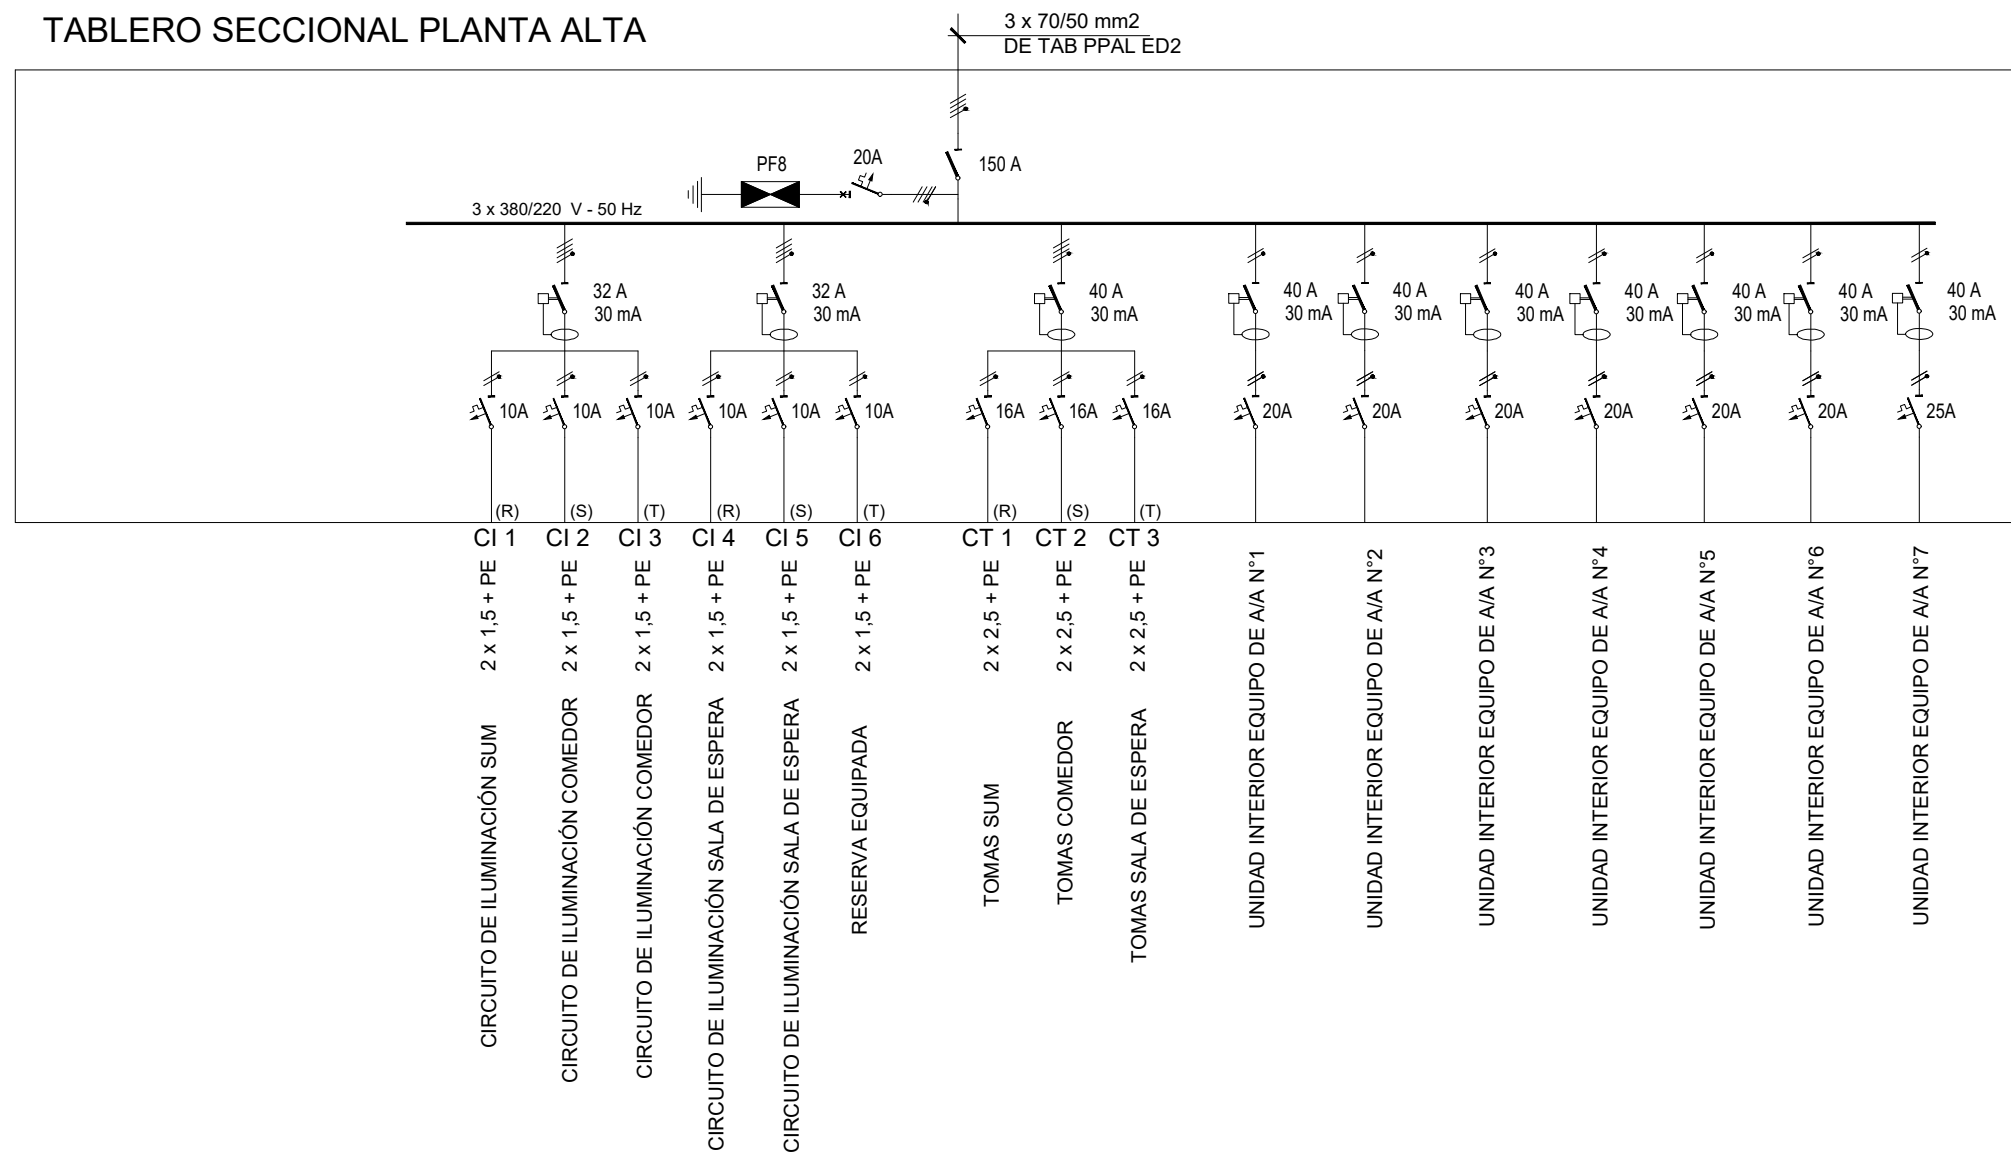 TABLERO SECCIONAL PLANTA ALTA
3 x 70/50 mm2
DE TAB PPAL ED2
PF8
20A
150 A
3 x 380/220 V - 50 Hz
32 A
30 mA
32 A
30 mA
40 A
30 mA
40 A
30 mA
40 A
30 mA
40 A
30 mA
40 A
30 mA
40 A
30 mA
40 A
30 mA
40 A
30 mA
10A
10A
10A
10A
10A
10A
16A
16A
16A
20A
20A
20A
20A
20A
20A
25A
(R)
(S)
(T)
(R)
(S)
(T)
(R)
(S)
(T)
CI 1
CI 2
CI 3
CI 4
CI 5
CI 6
CT 1
CT 2
CT 3
2 x 1,5 + PE
2 x 1,5 + PE
2 x 1,5 + PE
2 x 1,5 + PE
2 x 1,5 + PE
2 x 1,5 + PE
2 x 2,5 + PE
2 x 2,5 + PE
2 x 2,5 + PE
CIRCUITO DE ILUMINACIÓN SUM
CIRCUITO DE ILUMINACIÓN COMEDOR
CIRCUITO DE ILUMINACIÓN COMEDOR
CIRCUITO DE ILUMINACIÓN SALA DE ESPERA
CIRCUITO DE ILUMINACIÓN SALA DE ESPERA
RESERVA EQUIPADA
TOMAS SUM
TOMAS COMEDOR
TOMAS SALA DE ESPERA
UNIDAD INTERIOR EQUIPO DE A/A N°1
UNIDAD INTERIOR EQUIPO DE A/A N°2
UNIDAD INTERIOR EQUIPO DE A/A N°3
UNIDAD INTERIOR EQUIPO DE A/A N°4
UNIDAD INTERIOR EQUIPO DE A/A N°5
UNIDAD INTERIOR EQUIPO DE A/A N°6
UNIDAD INTERIOR EQUIPO DE A/A N°7